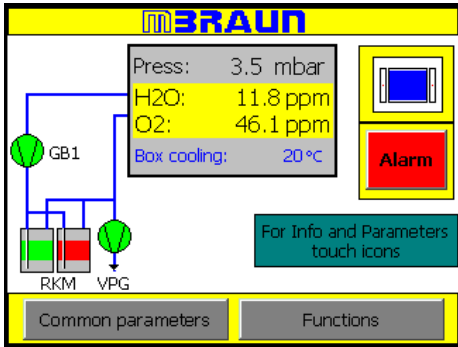 mBRAUN
Press: 3.5 mbar
H2O: 11.8 ppm
O2: 46.1 ppm
Box cooling: 20°C
GB1
Alarm
For Info and Parameters
touch icons
RKM VPG
Common parameters Functions